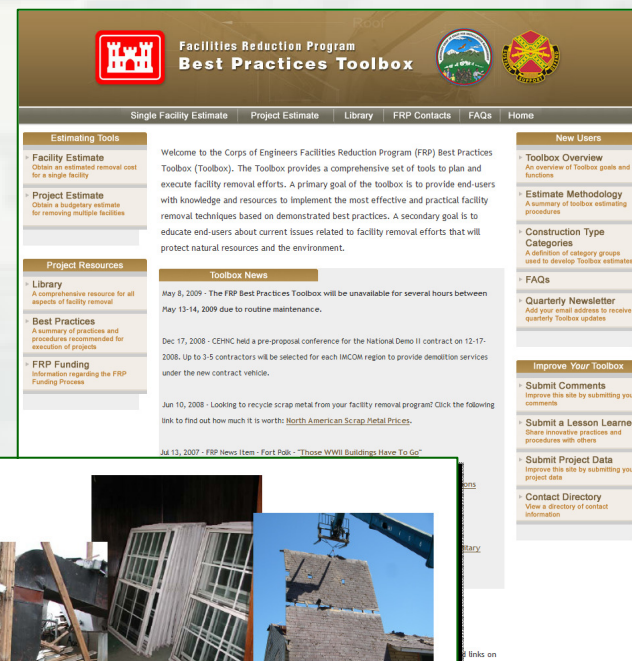 Roof
Facilities Reduction Program
Best Practices Toolbox
Single Facility Estimate | Project Estimate | Library | FRP Contacts | FAQs | Home
Estimating Tools
Facility Estimate
Obtain an estimated removal cost
for a single facility
Project Estimate
Obtain a budgetary estimate
for removing multiple facilities
Project Resources
Library
A comprehensive resource for all
aspects of facility removal
Best Practices
A summary of practices and
procedures recommended for
execution of projects
FRP Funding
Information regarding the FRP
Funding Process
Welcome to the Corps of Engineers Facilities Reduction Program (FRP) Best Practices
Toolbox (Toolbox). The Toolbox provides a comprehensive set of tools to plan and
execute facility removal efforts. A primary goal of the toolbox is to provide end-users
with knowledge and resources to implement the most effective and practical facility
removal techniques based on demonstrated best practices. A secondary goal is to
educate end-users about current issues related to facility removal efforts that will
protect natural resources and the environment.
Toolbox News
May 8, 2009 - The FRP Best Practices Toolbox will be unavailable for several hours between
May 13-14, 2009 due to routine maintenance.
Dec 17, 2008 - CEHNC held a pre-proposal conference for the National Demo II contract on 12-17-
2008. Up to 3-5 contractors will be selected for each IMCOM region to provide demolition services
under the new contract vehicle.
Jun 10, 2008 - Looking to recycle scrap metal from your facility removal program? Click the following
link to find out how much it is worth: North American Scrap Metal Prices.
Jul 13, 2007 - FRP News Item - Fort Polk - "Those WWII Buildings Have To Go"
ons
Mary
links on
New Users
Toolbox Overview
An overview of Toolbox goals and
functions
Estimate Methodology
A summary of toolbox estimating
procedures
Construction Type
Categories
A definition of category groups
used to develop Toolbox estimates
FAQs
Quarterly Newsletter
Add your email address to receive
quarterly Toolbox updates
Improve Your Toolbox
Submit Comments
Improve this site by submitting you
comments
Submit a Lesson Learne
Share innovative practices and
procedures with others
Submit Project Data
Improve this site by submitting you
project data
Contact Directory
View a directory of contact
information